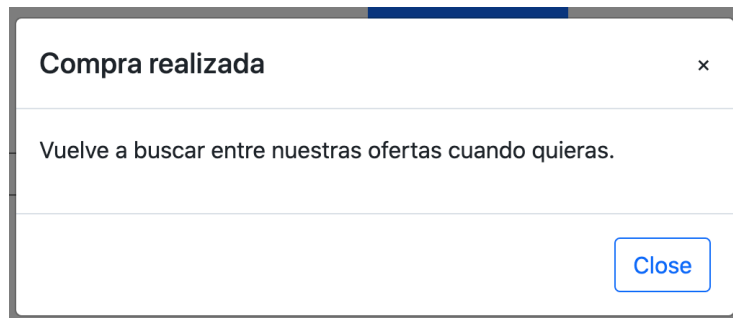 Compra realizada
×
Vuelve a buscar entre nuestras ofertas cuando quieras.
Close